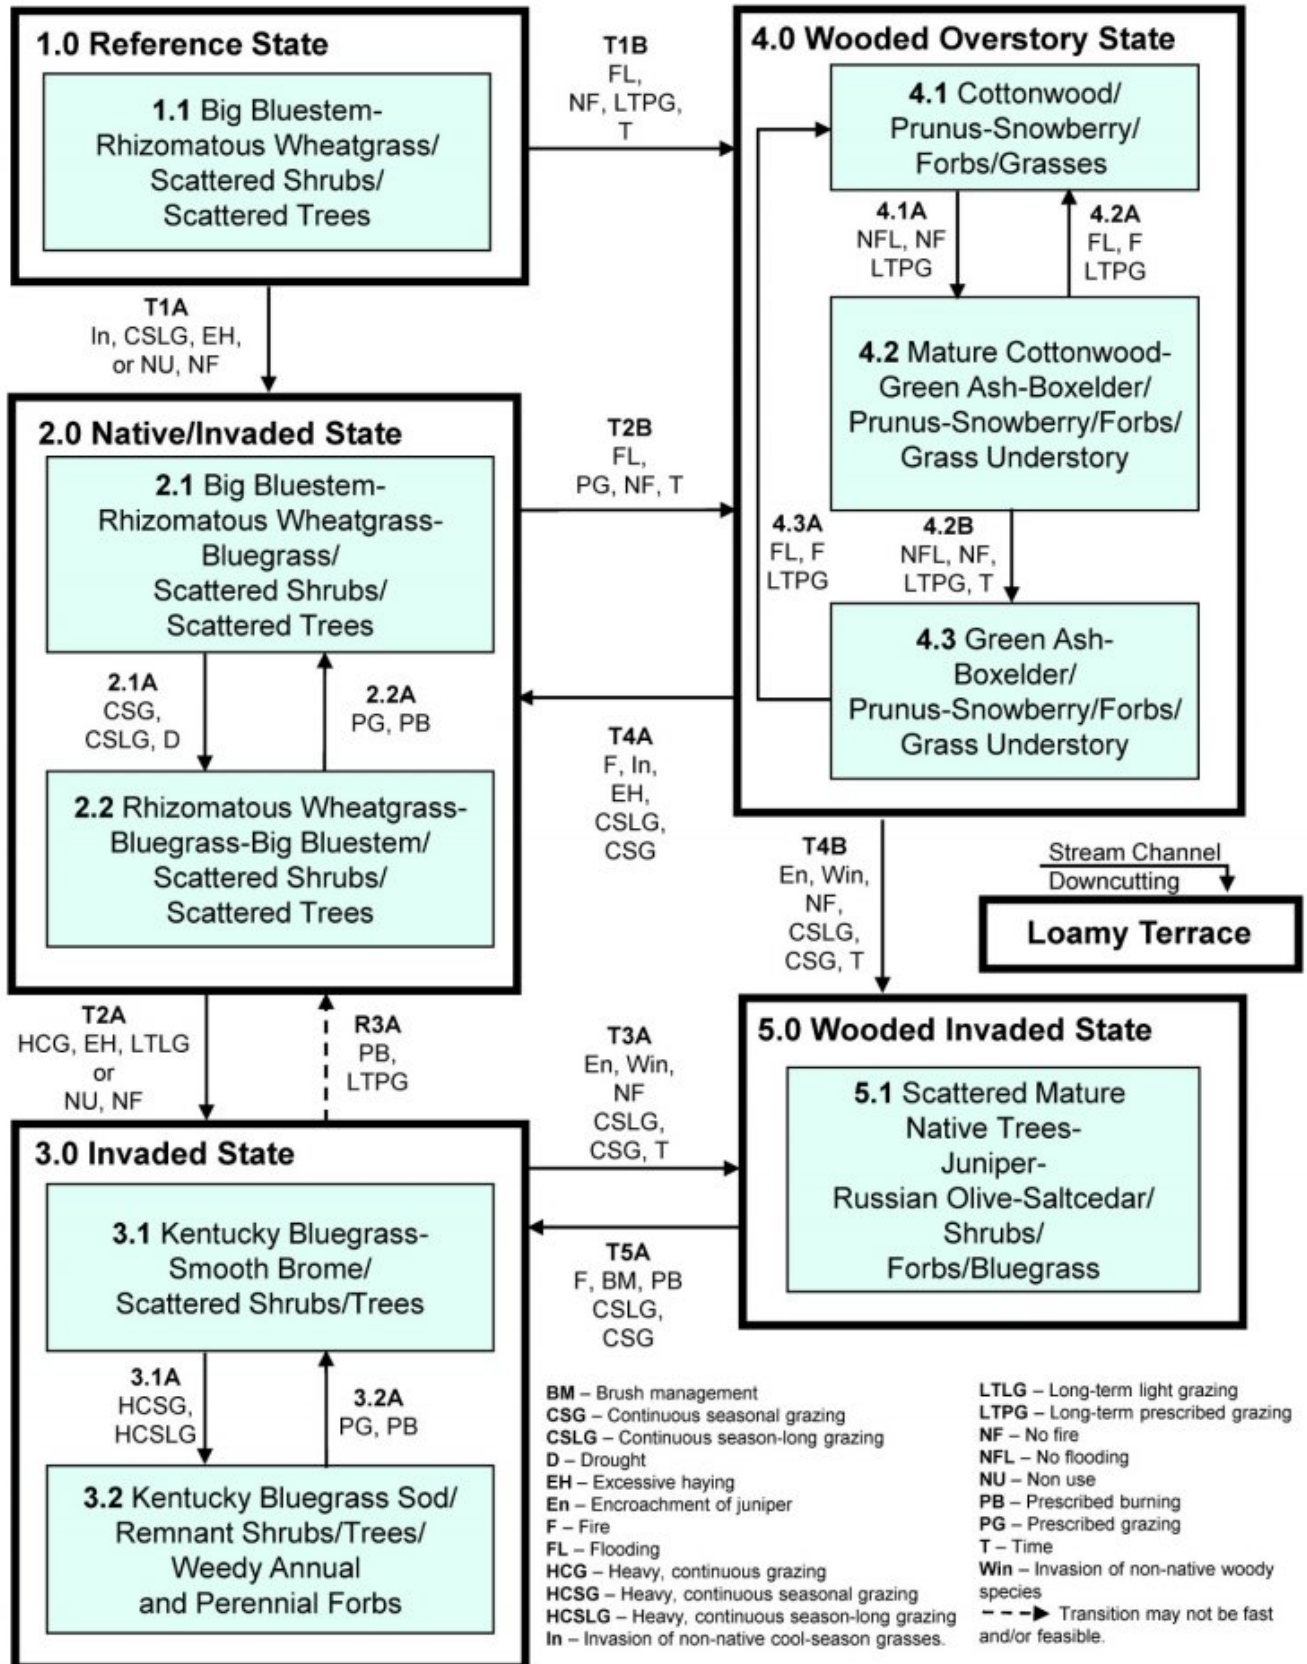 1.0 Reference State
1.1 Big Bluestem-
Rhizomatous Wheatgrass/
Scattered Shrubs/
Scattered Trees
T1B
FL,
NF, LTPG,
T
T1A
In, CSLG, EH,
or NU, NF
2.0 Native/Invaded State
2.1 Big Bluestem-
Rhizomatous Wheatgrass-
Bluegrass/
Scattered Shrubs/
Scattered Trees
2.1A
CSG,
CSLG, D
2.2A
PG, PB
2.2 Rhizomatous Wheatgrass-
Bluegrass-Big Bluestem/
Scattered Shrubs/
Scattered Trees
T2B
FL,
PG, NF, T
T4A
F, In,
EH,
CSLG,
CSG
4.0 Wooded Overstory State
4.1 Cottonwood/
Prunus-Snowberry/
Forbs/Grasses
4.1A
NFL, NF
LTPG
4.2A
FL, F
LTPG
4.2 Mature Cottonwood-
Green Ash-Boxelder/
Prunus-Snowberry/Forbs/
Grass Understory
4.3A
FL, F
LTPG
4.2B
NFL, NF,
LTPG, T
4.3 Green Ash-
Boxelder/
Prunus-Snowberry/Forbs/
Grass Understory
T4B
En, Win,
NF,
CSLG,
CSG, T
Stream Channel
Downcutting
Loamy Terrace
T2A
HCG, EH, LTLG
or
NU, NF
R3A
PB,
LTPG
3.0 Invaded State
3.1 Kentucky Bluegrass-
Smooth Brome/
Scattered Shrubs/Trees
3.1A
HCSG,
HCSLG
3.2A
PG, PB
3.2 Kentucky Bluegrass Sod/
Remnant Shrubs/Trees/
Weedy Annual
and Perennial Forbs
T3A
En, Win,
NF
CSLG,
CSG, T
T5A
F, BM, PB
CSLG,
CSG
5.0 Wooded Invaded State
5.1 Scattered Mature
Native Trees-
Juniper-
Russian Olive-Saltcedar/
Shrubs/
Forbs/Bluegrass
BM – Brush management
CSG – Continuous seasonal grazing
CSLG – Continuous season-long grazing
D – Drought
EH – Excessive haying
En – Encroachment of juniper
F – Fire
FL – Flooding
HCG – Heavy, continuous grazing
HCSG – Heavy, continuous seasonal grazing
HCSLG – Heavy, continuous season-long grazing
In – Invasion of non-native cool-season grasses.
LTLG – Long-term light grazing
LTPG – Long-term prescribed grazing
NF – No fire
NFL – No flooding
NU – Non use
PB – Prescribed burning
PG – Prescribed grazing
T – Time
Win – Invasion of non-native woody
species
Transition may not be fast
and/or feasible.